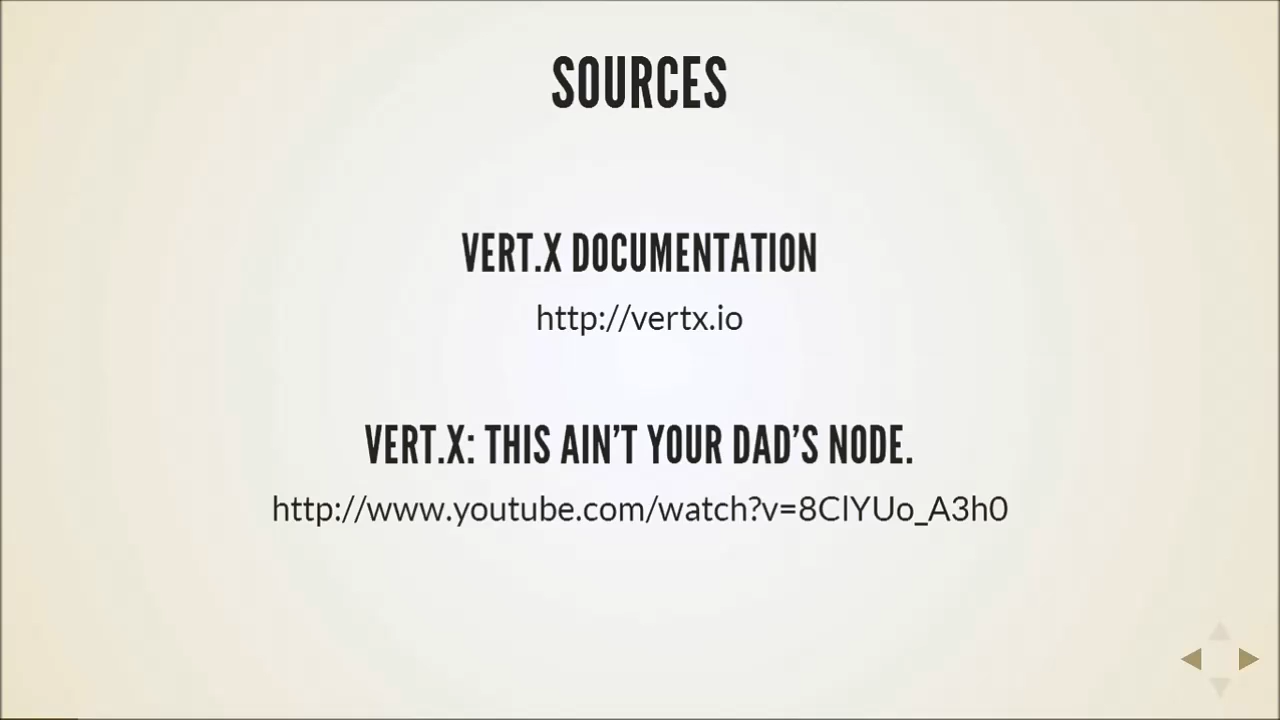 SOURCES
VERT.X DOCUMENTATION
http://vertx.io
VERT.X: THIS AIN’T YOUR DAD’S NODE.
http://www.youtube.com/watch?v=8ClYUo_A3h0